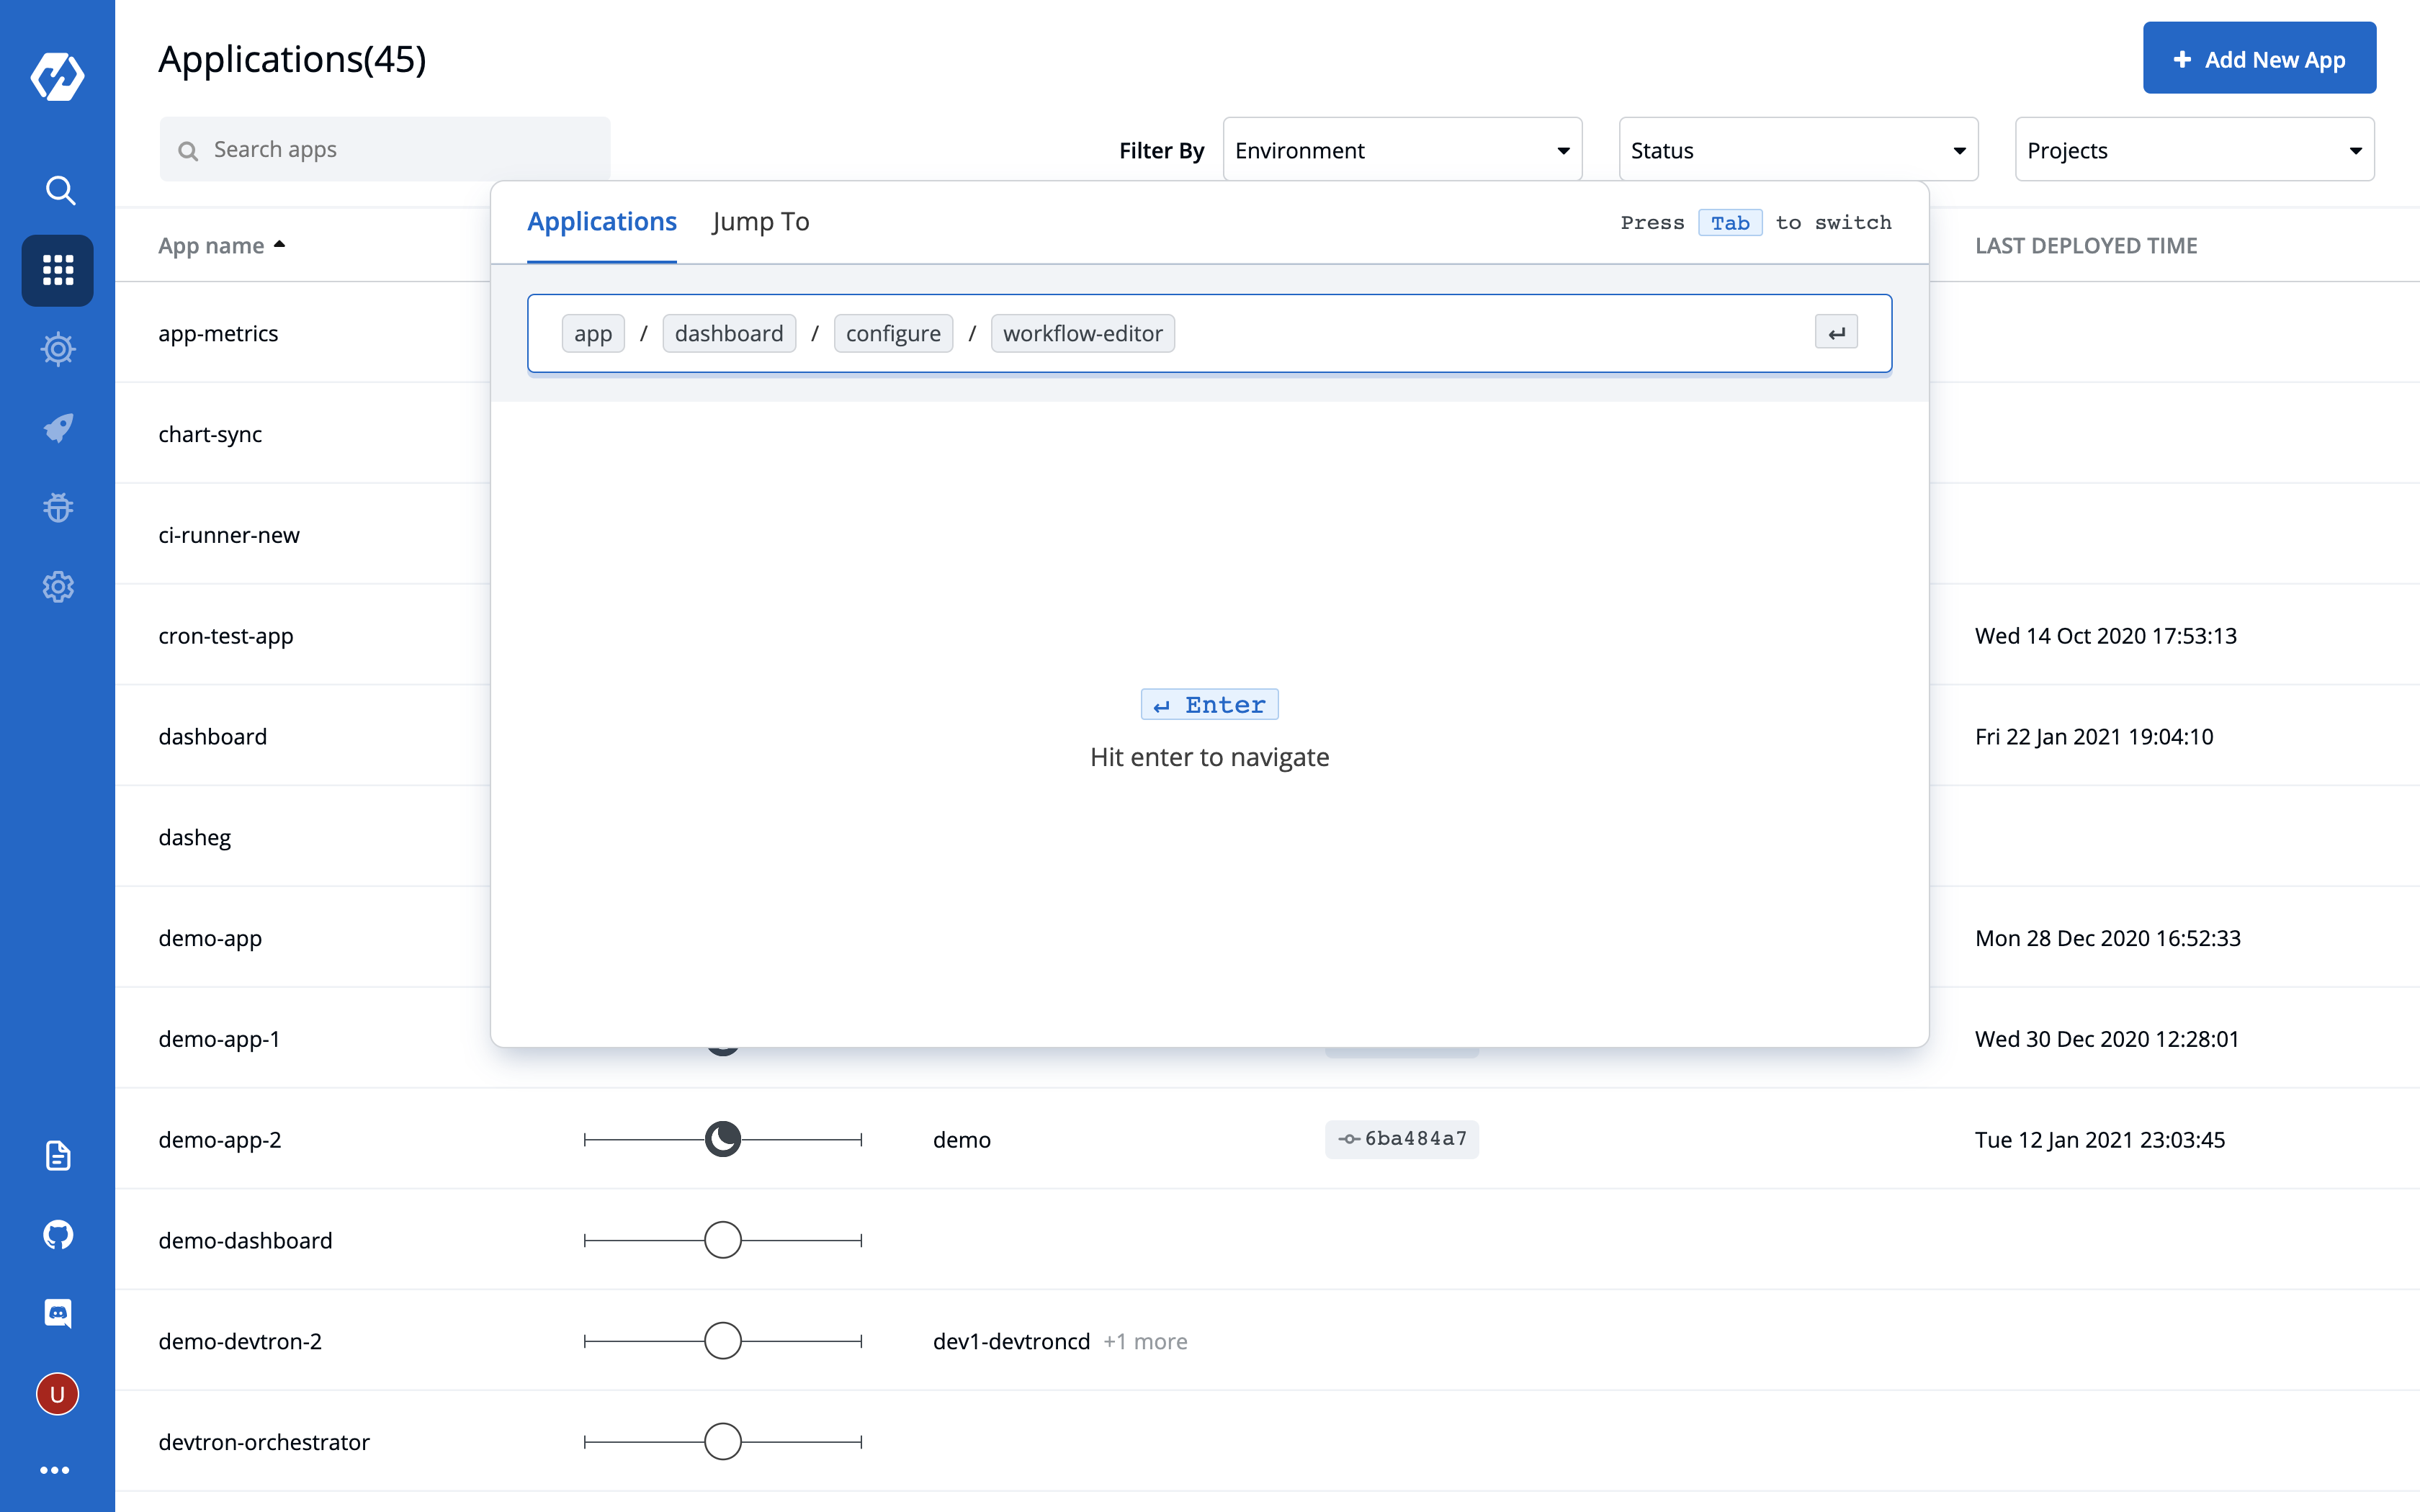 Applications(45)
+ Add New App
Search apps
Filter By Environment Status Projects
Applications Jump To Press Tab to switch
App name LAST DEPLOYED TIME
app / dashboard / configure / workflow-editor
app-metrics
chart-sync
ci-runner-new
cron-test-app Wed 14 Oct 2020 17:53:13
Enter
dashboard Fri 22 Jan 2021 19:04:10
Hit enter to navigate
dasheg
demo-app Mon 28 Dec 2020 16:52:33
demo-app-1 Wed 30 Dec 2020 12:28:01
demo-app-2 demo 6ba484a7 Tue 12 Jan 2021 23:03:45
demo-dashboard
demo-devtron-2 dev1-devtroncd +1 more
U
devtron-orchestrator